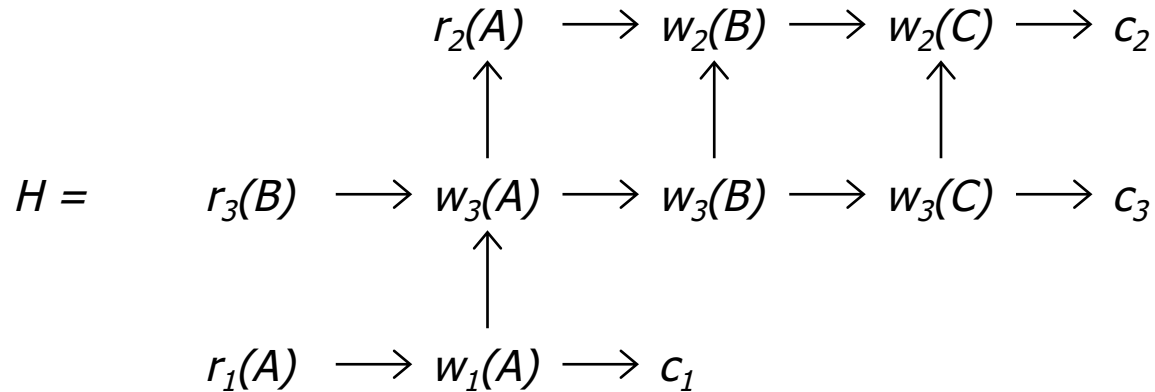 r₂(A) → w₂(B) → w₂(C) → c₂
H = r₃(B) → w₃(A) → w₃(B) → w₃(C) → c₃
r₁(A) → w₁(A) → c₁